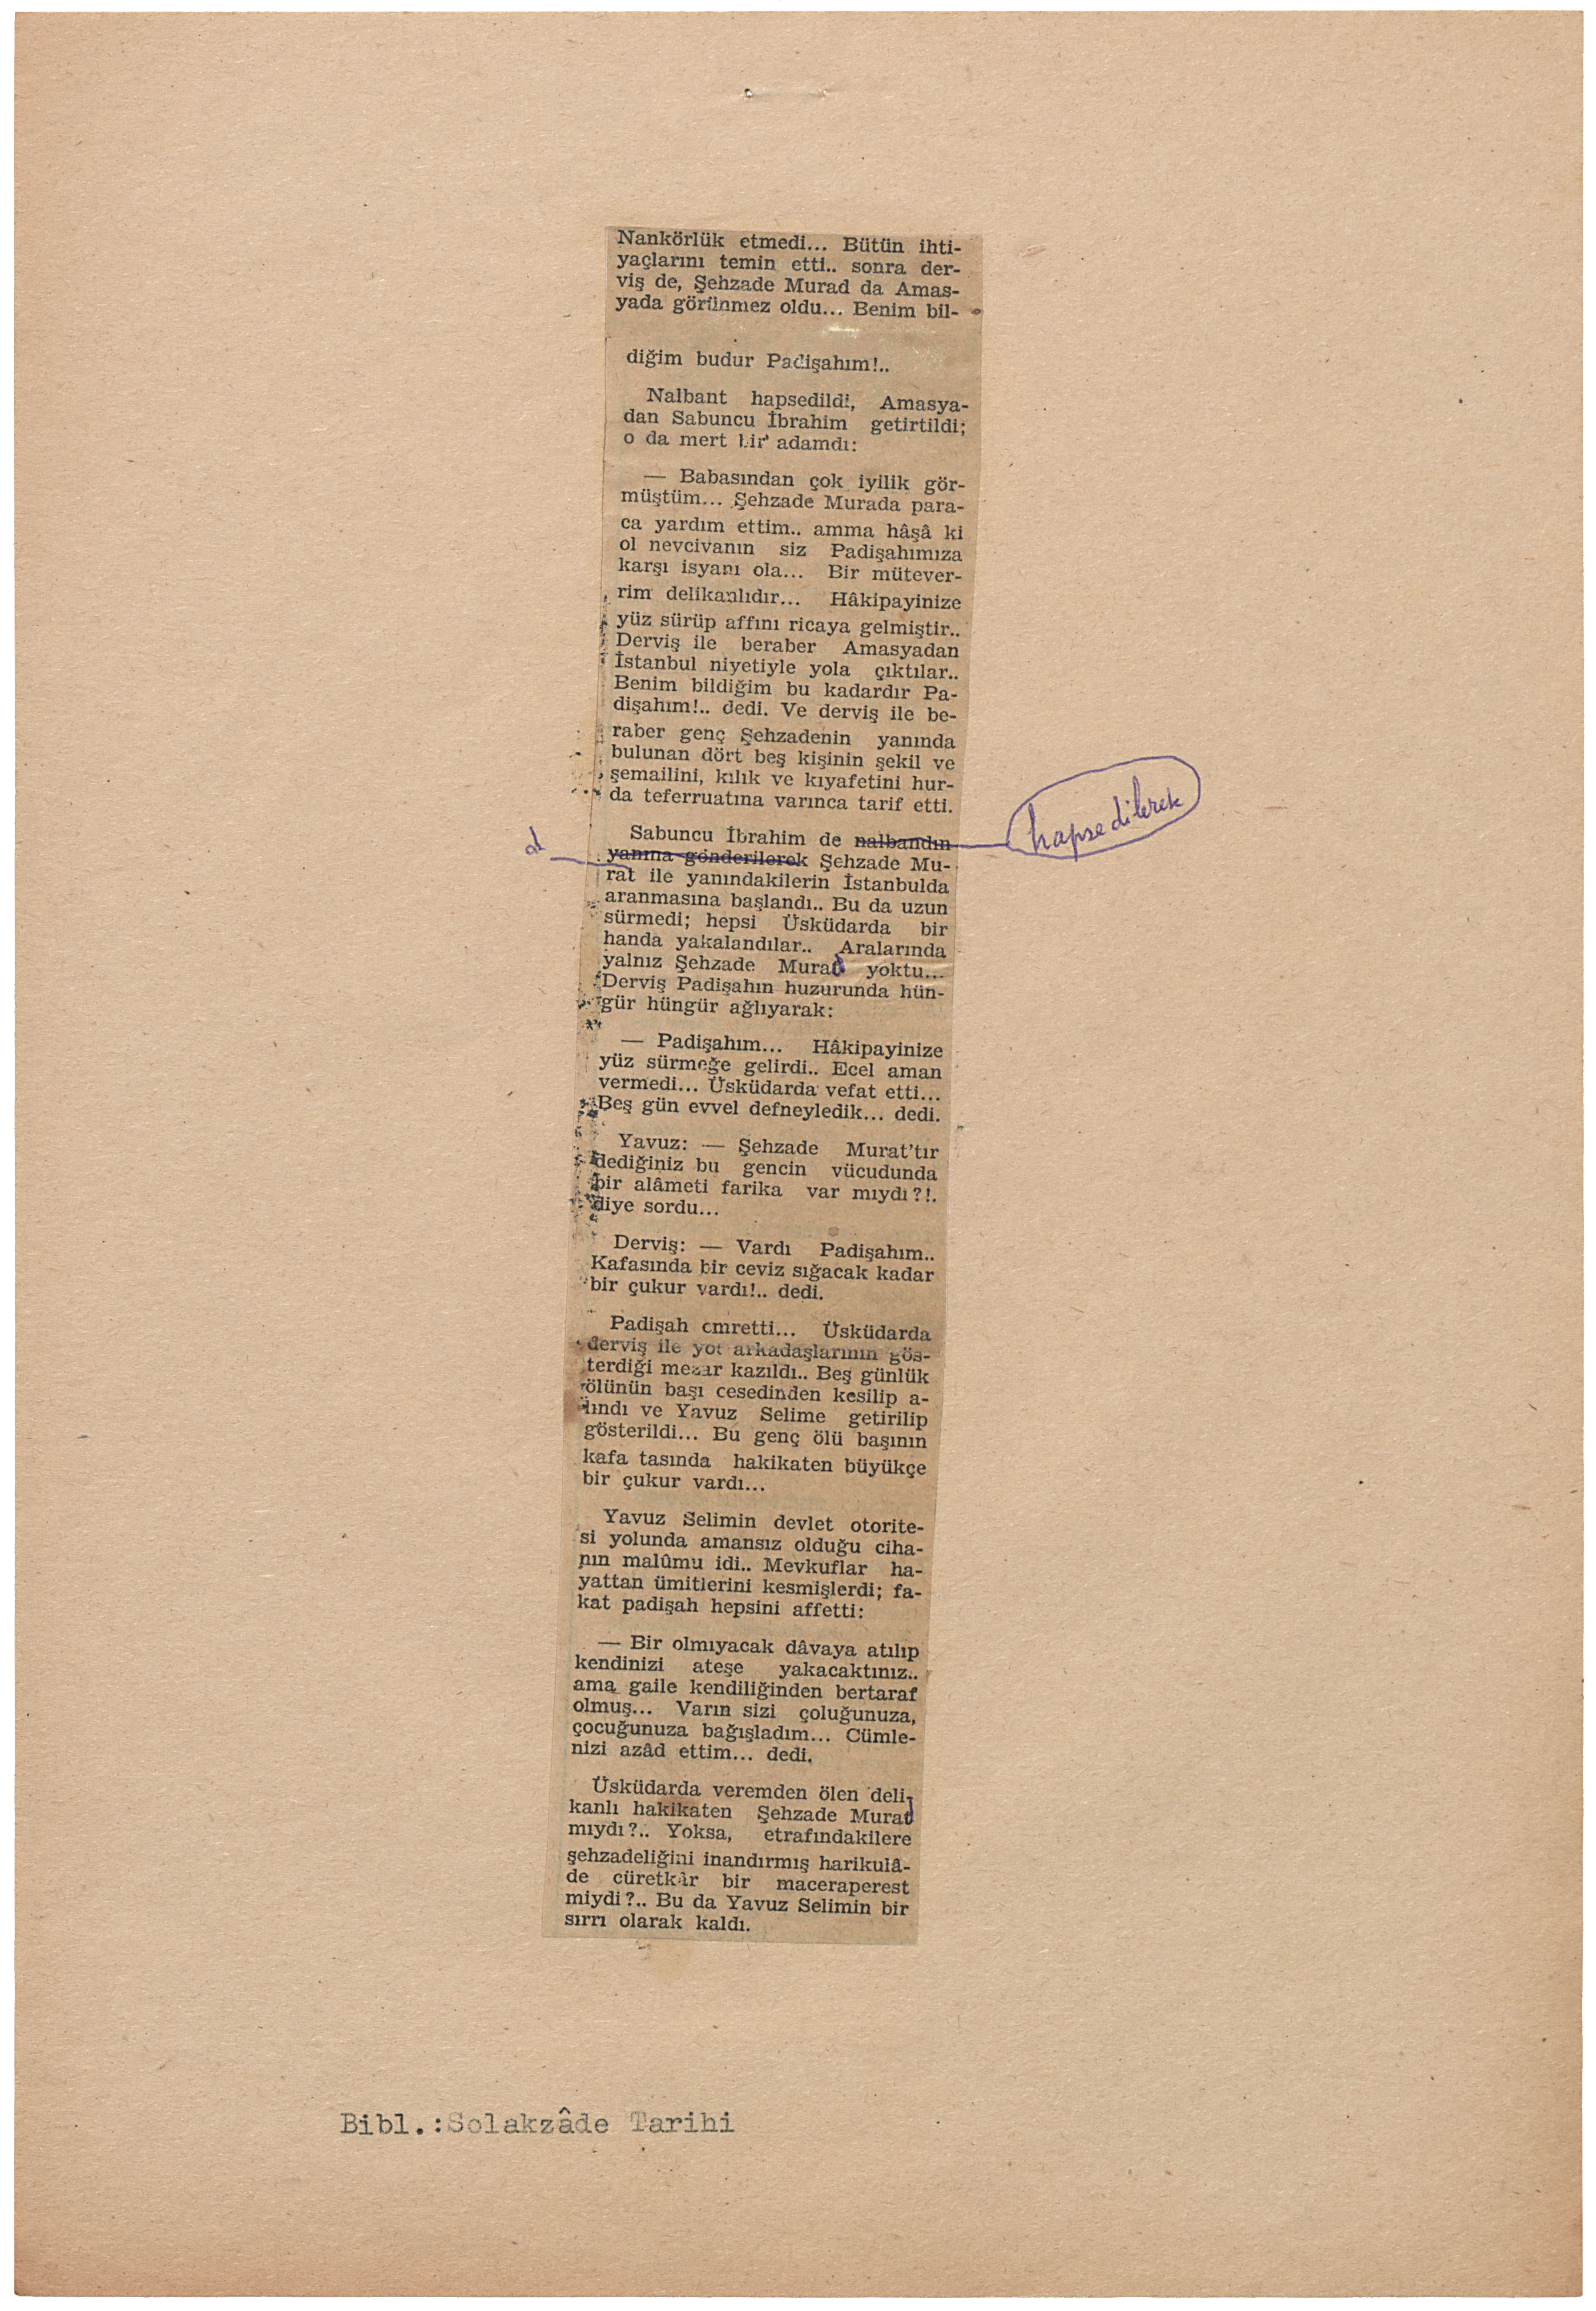 Nankörlük etmedi... Bütün ihti-
yaçlarını temin etti.. sonra der-
viş de, Şehzade Murad da Amas-
yada görünmez oldu... Benim bil-
diğim budur Padişahım!..
Nalbant hapsedildi, Amasya-
dan Sabuncu İbrahim getirtildi;
o da mert bir adamdı:
— Babasından çok iyilik gör-
müştüm... Şehzade Murada para-
ca yardım ettim.. amma hâşâ ki
ol nevcivanın siz Padişahımıza
karşı isyanı ola... Bir mütever-
rim delikanlıdır... Hâkipayinize
yüz sürüp affını ricaya gelmiştir..
Derviş ile beraber Amasyadan
İstanbul niyetiyle yola çıktılar..
Benim bildiğim bu kadardır Pa-
dişahım!.. dedi. Ve derviş ile be-
raber genç Şehzadenin yanında
bulunan dört beş kişinin şekil ve
şemailini, kılık ve kıyafetini hur-
da teferruatına varınca tarif etti.
Sabuncu İbrahim de nalbandın
hapsedilerek
d
yanına gönderilerek Şehzade Mu-
rat ile yanındakilerin İstanbulda
aranmasına başlandı.. Bu da uzun
sürmedi; hepsi Üsküdarda bir
handa yakalandılar.. Aralarında
yalnız Şehzade Murad yoktu...
Derviş Padişahın huzurunda hün-
gür hüngür ağlıyarak:
— Padişahım... Hâkipayinize
yüz sürmeğe gelirdi.. Ecel aman
vermedi... Üsküdarda vefat etti...
Beş gün evvel defneyledik... dedi.
Yavuz: — Şehzade Murat'tır
dediğiniz bu gencin vücudunda
bir alâmeti farika var mıydı?!.
diye sordu...
Derviş: — Vardı Padişahım..
Kafasında bir ceviz sığacak kadar
bir çukur vardı!.. dedi.
Padişah emretti... Üsküdarda
derviş ile yol arkadaşlarının gös-
terdiği mezar kazıldı.. Beş günlük
ölünün başı cesedinden kesilip a-
lındı ve Yavuz Selime getirilip
gösterildi... Bu genç ölü başının
kafa tasında hakikaten büyükçe
bir çukur vardı...
Yavuz Selimin devlet otorite-
si yolunda amansız olduğu ciha-
nın malûmu idi.. Mevkuflar ha-
yattan ümitlerini kesmişlerdi; fa-
kat padişah hepsini affetti:
— Bir olmıyacak dâvaya atılıp
kendinizi ateşe yakacaktınız..
ama gaile kendiliğinden bertaraf
olmuş... Varın sizi çoluğunuza,
çocuğunuza bağışladım... Cümle-
nizi azâd ettim... dedi.
Üsküdarda veremden ölen deli-
kanlı hakikaten Şehzade Murad
mıydı?.. Yoksa, etrafındakilere
şehzadeliğini inandırmış harikulâ-
de cüretkâr bir maceraperest
miydi?.. Bu da Yavuz Selimin bir
sırrı olarak kaldı.
Bibl.:Solakzâde Tarihi